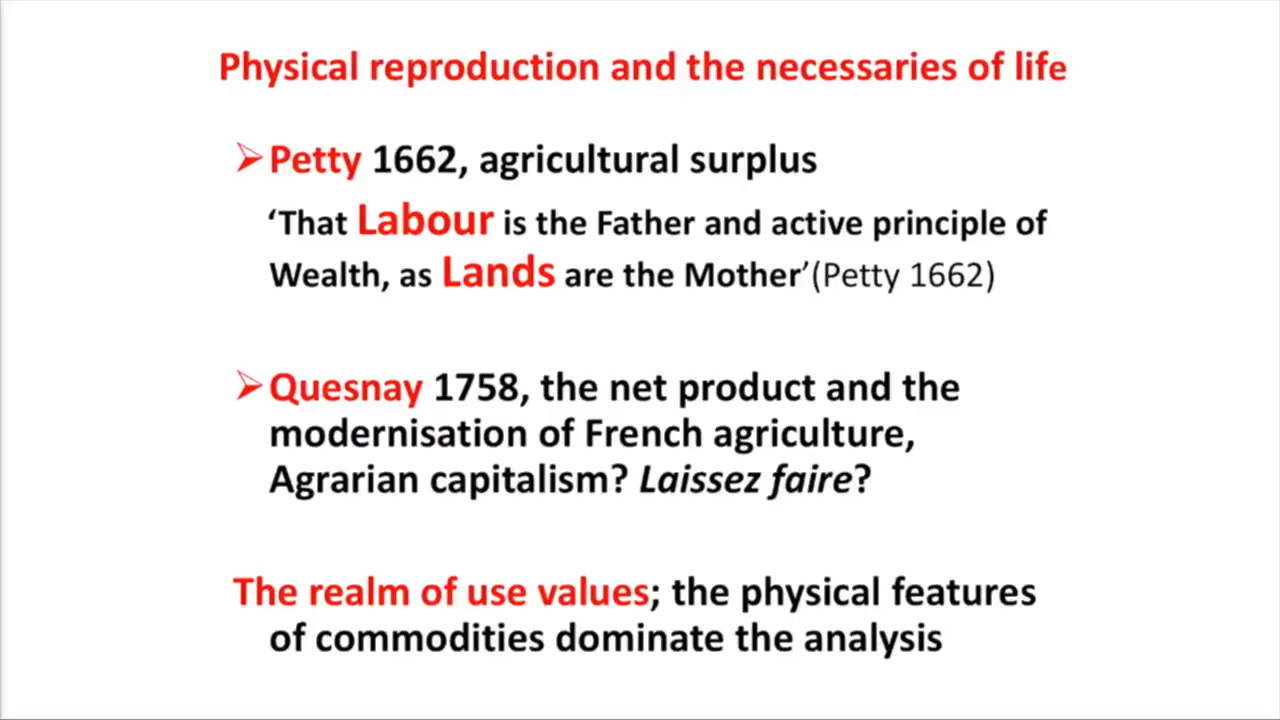 Physical reproduction and the necessaries of life
➢Petty 1662, agricultural surplus
‘That Labour is the Father and active principle of
Wealth, as Lands are the Mother’(Petty 1662)
➢Quesnay 1758, the net product and the
modernisation of French agriculture,
Agrarian capitalism? Laissez faire?
The realm of use values; the physical features
of commodities dominate the analysis